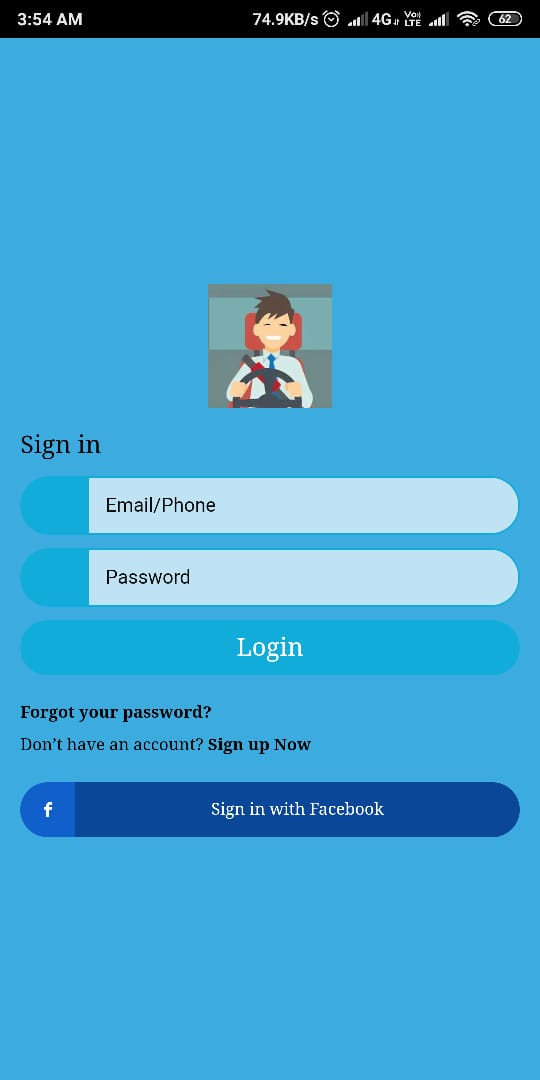 3:54 AM 74.9KB/s 4G Vo)) LTE 62
Sign in
Email/Phone
Password
Login
Forgot your password?
Don’t have an account? Sign up Now
f Sign in with Facebook